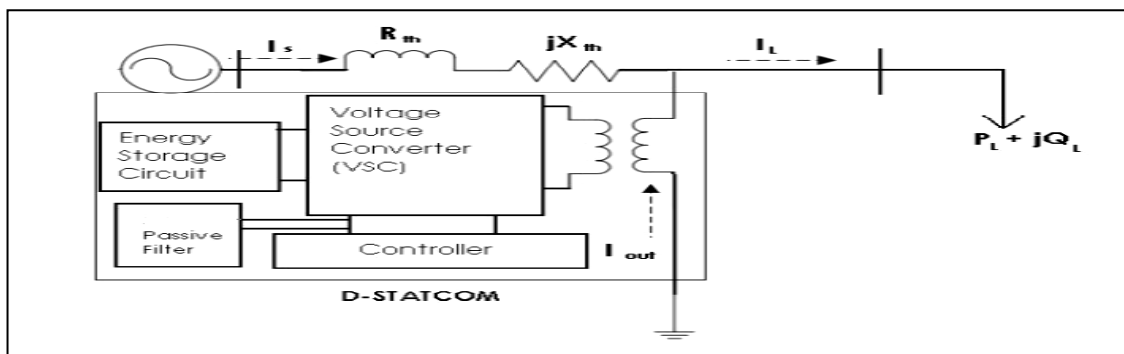 I s
R th
jX th
I L
Voltage
Source
Converter
(VSC)
Energy
Storage
Circuit
P L + jQ L
Passive
Filter
Controller
I out
D-STATCOM